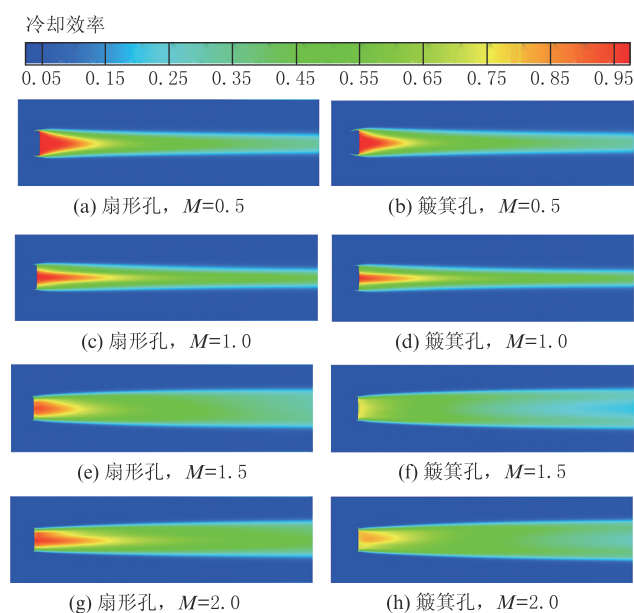 冷却效率
0.05 0.15 0.25 0.35 0.45 0.55 0.65 0.75 0.85 0.95
(a) 扇形孔，M=0.5 (b) 簸箕孔，M=0.5
(c) 扇形孔，M=1.0 (d) 簸箕孔，M=1.0
(e) 扇形孔，M=1.5 (f) 簸箕孔，M=1.5
(g) 扇形孔，M=2.0 (h) 簸箕孔，M=2.0